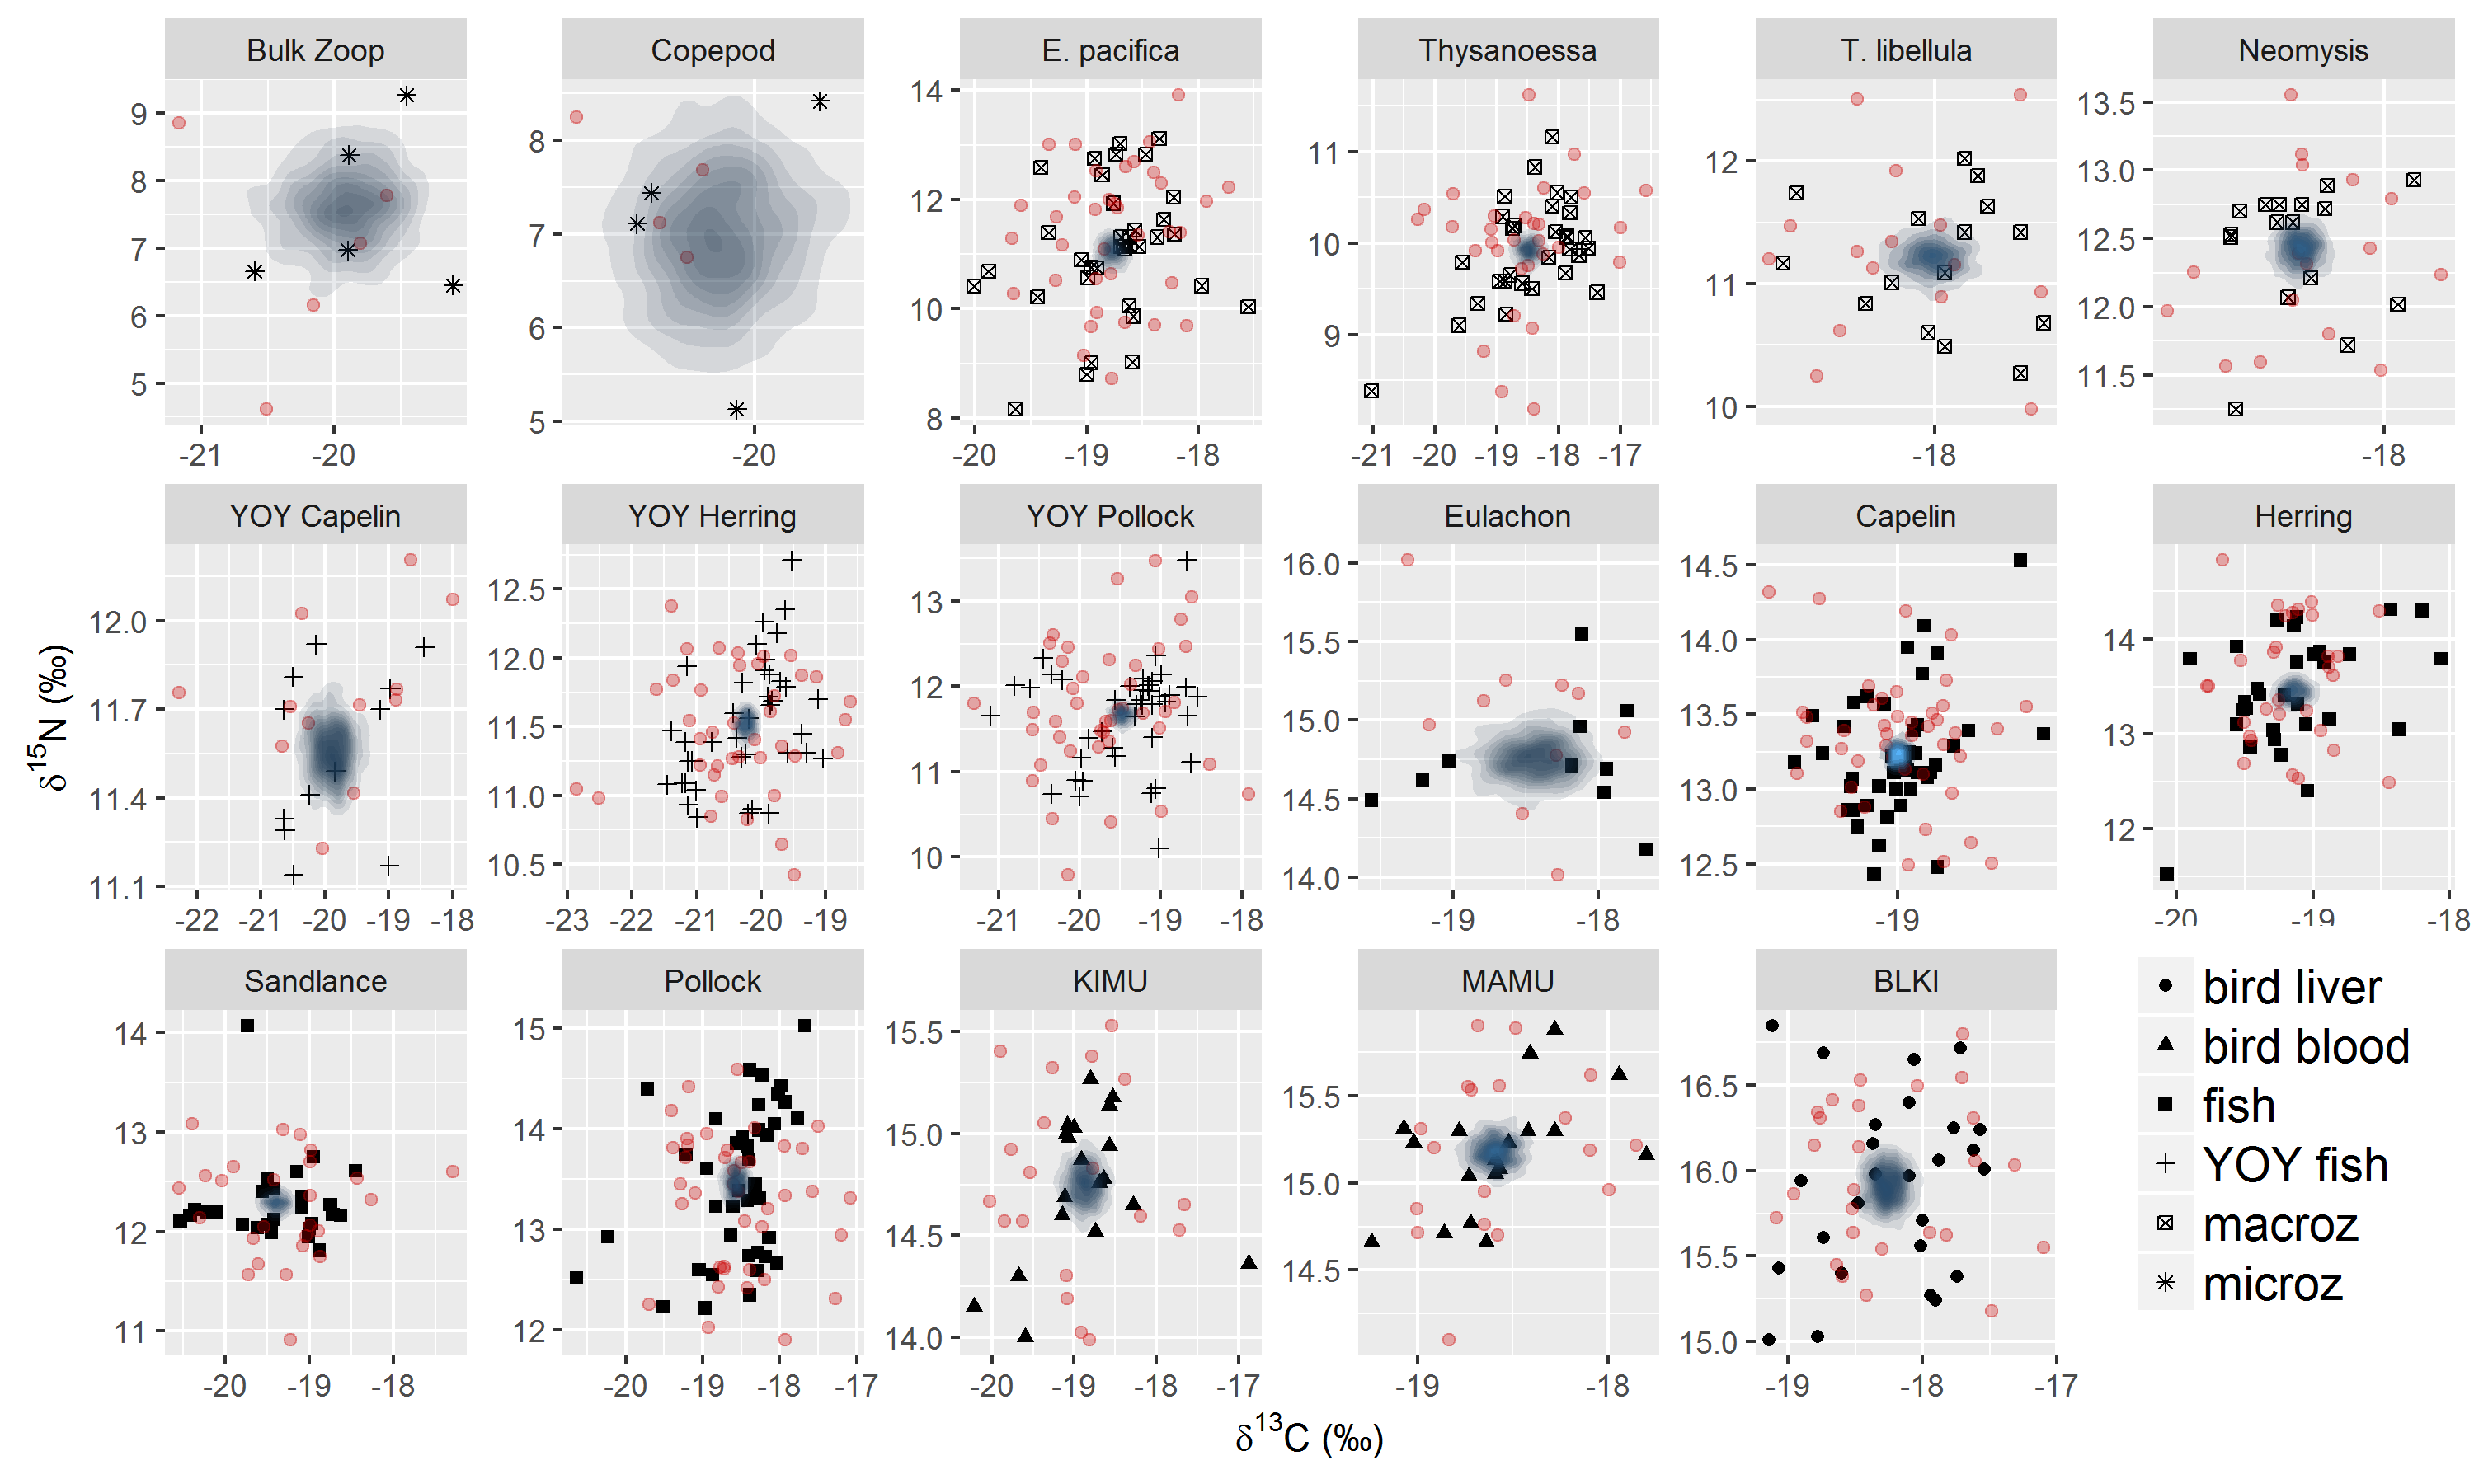 Bulk Zoop Copepod E. pacifica Thysanoessa T. libellula Neomysis
9 8 7 6 5
8 7 6 5
14 12 10 8
11 10 9
12 11 10
13.5 13.0 12.5 12.0 11.5
-21 -20 -20 -20 -19 -18 -21 -20 -19 -18 -17 -18 -18
YOY Capelin YOY Herring YOY Pollock Eulachon Capelin Herring
12.0 11.7 11.4 11.1
12.5 12.0 11.5 11.0 10.5
13 12 11 10
16.0 15.5 15.0 14.5 14.0
14.5 14.0 13.5 13.0 12.5
14 13 12
-22 -21 -20 -19 -18 -23 -22 -21 -20 -19 -21 -20 -19 -18 -19 -18 -19 -20 -19 -18
δ15N (‰)
Sandlance Pollock KIMU MAMU BLKI
14 13 12 11
15 14 13 12
15.5 15.0 14.5 14.0
15.5 15.0 14.5
16.5 16.0 15.5 15.0
-20 -19 -18 -20 -19 -18 -17 -20 -19 -18 -17 -19 -18 -19 -18 -17
bird liver
bird blood
fish
YOY fish
macroz
microz
δ13C (‰)